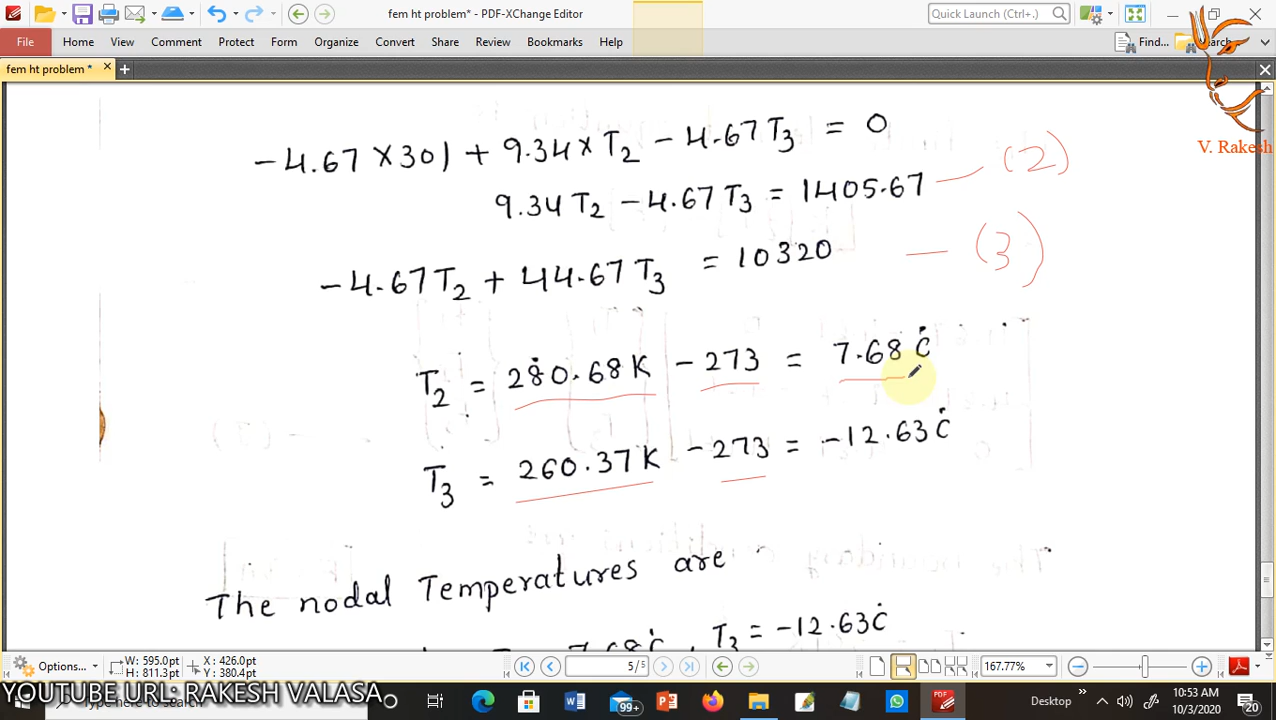 fem ht problem* - PDF-XChange Editor
Quick Launch (Ctrl+.)
File Home View Comment Protect Form Organize Convert Share Review Bookmarks Help
Find...
fem ht problem *
V. Rakesh
-4.67 × 301 + 9.34 × T2 - 4.67 T3 = 0
9.34 T2 - 4.67 T3 = 1405.67 — (2)
-4.67 T2 + 44.67 T3 = 10320 — (3)
T2 = 280.68 K - 273 = 7.68 °C
T3 = 260.37 K - 273 = -12.63 °C
The nodal Temperatures are
T3 = -12.63 °C
Options...
W: 595.0pt
H: 811.3pt
X: 426.0pt
Y: 380.4pt
5 / 5
167.77%
YOUTUBE URL: RAKESH VALASA
99+
Desktop
10:53 AM
10/3/2020
20